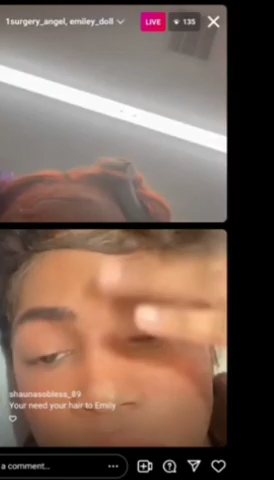 1surgery_angel, emiley_doll
LIVE
135
shaunasobless_89
Your need your hair to Emily
a comment...